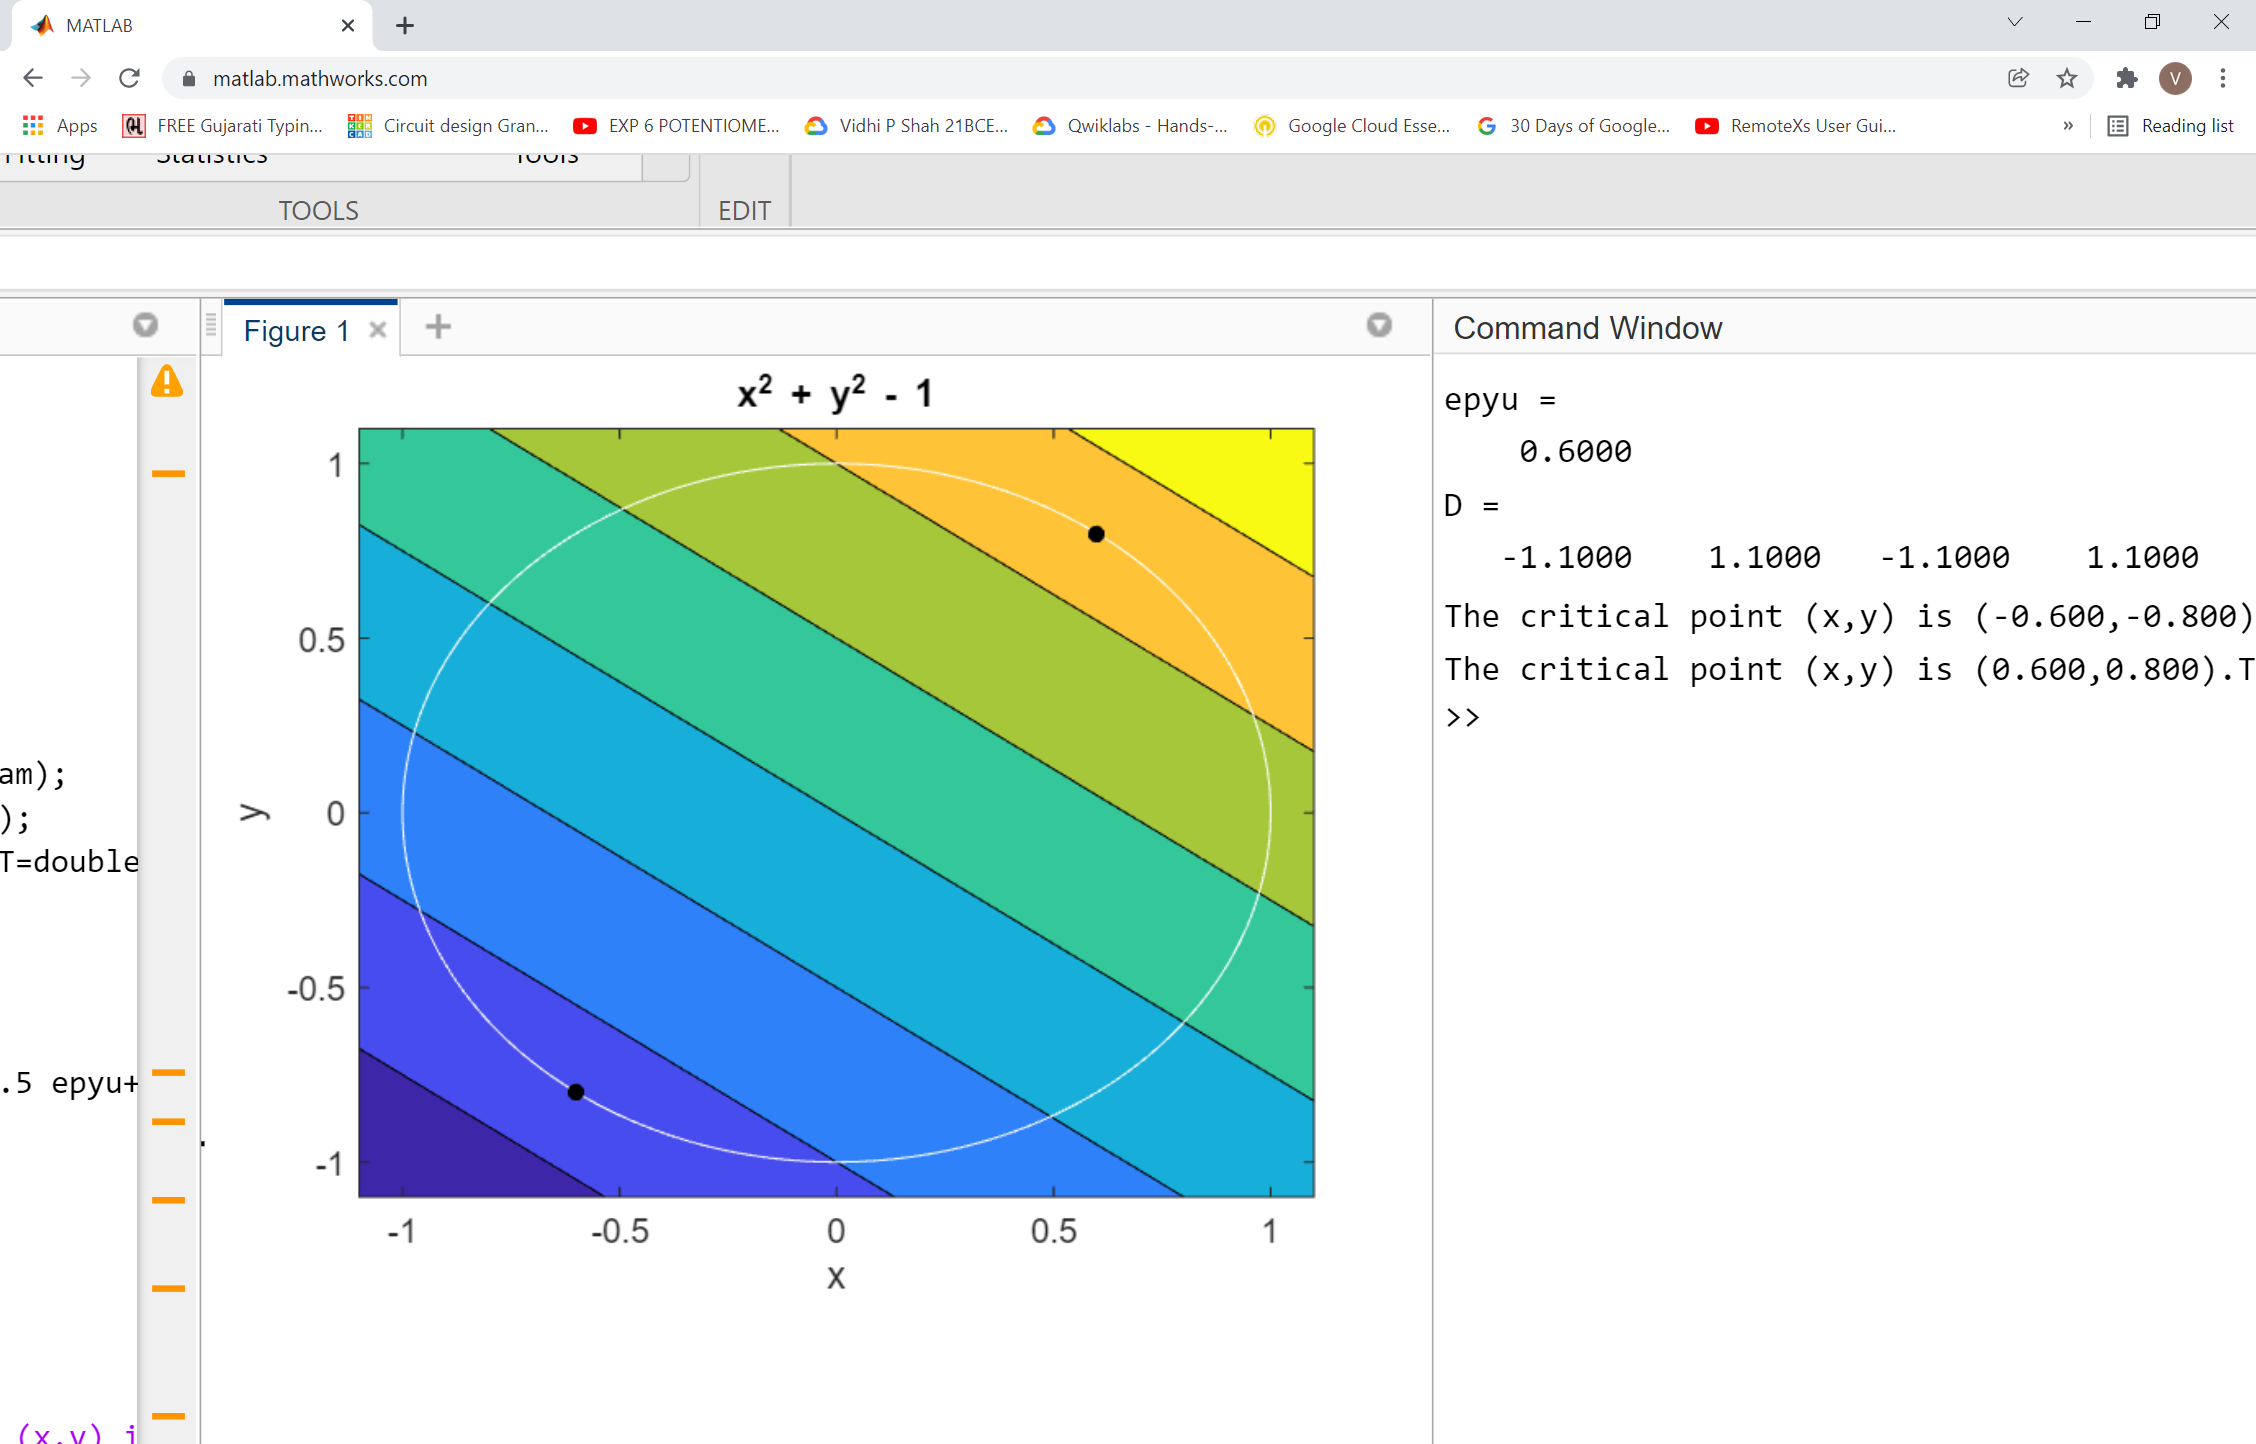 MATLAB
matlab.mathworks.com
V
Apps
FREE Gujarati Typin...
Circuit design Gran...
EXP 6 POTENTIOME...
Vidhi P Shah 21BCE...
Qwiklabs - Hands-...
Google Cloud Esse...
30 Days of Google...
RemoteXs User Gui...
»
Reading list
Fitting
Statistics
Tools
TOOLS
EDIT
Figure 1
Command Window
x² + y² - 1
1
0.5
0
-0.5
-1
y
-1
-0.5
0
0.5
1
x
epyu =
0.6000
D =
-1.1000 1.1000 -1.1000 1.1000
The critical point (x,y) is (-0.600,-0.800)
The critical point (x,y) is (0.600,0.800).T
>>
am);
);
T=double
.5 epyu+
(x,y) i